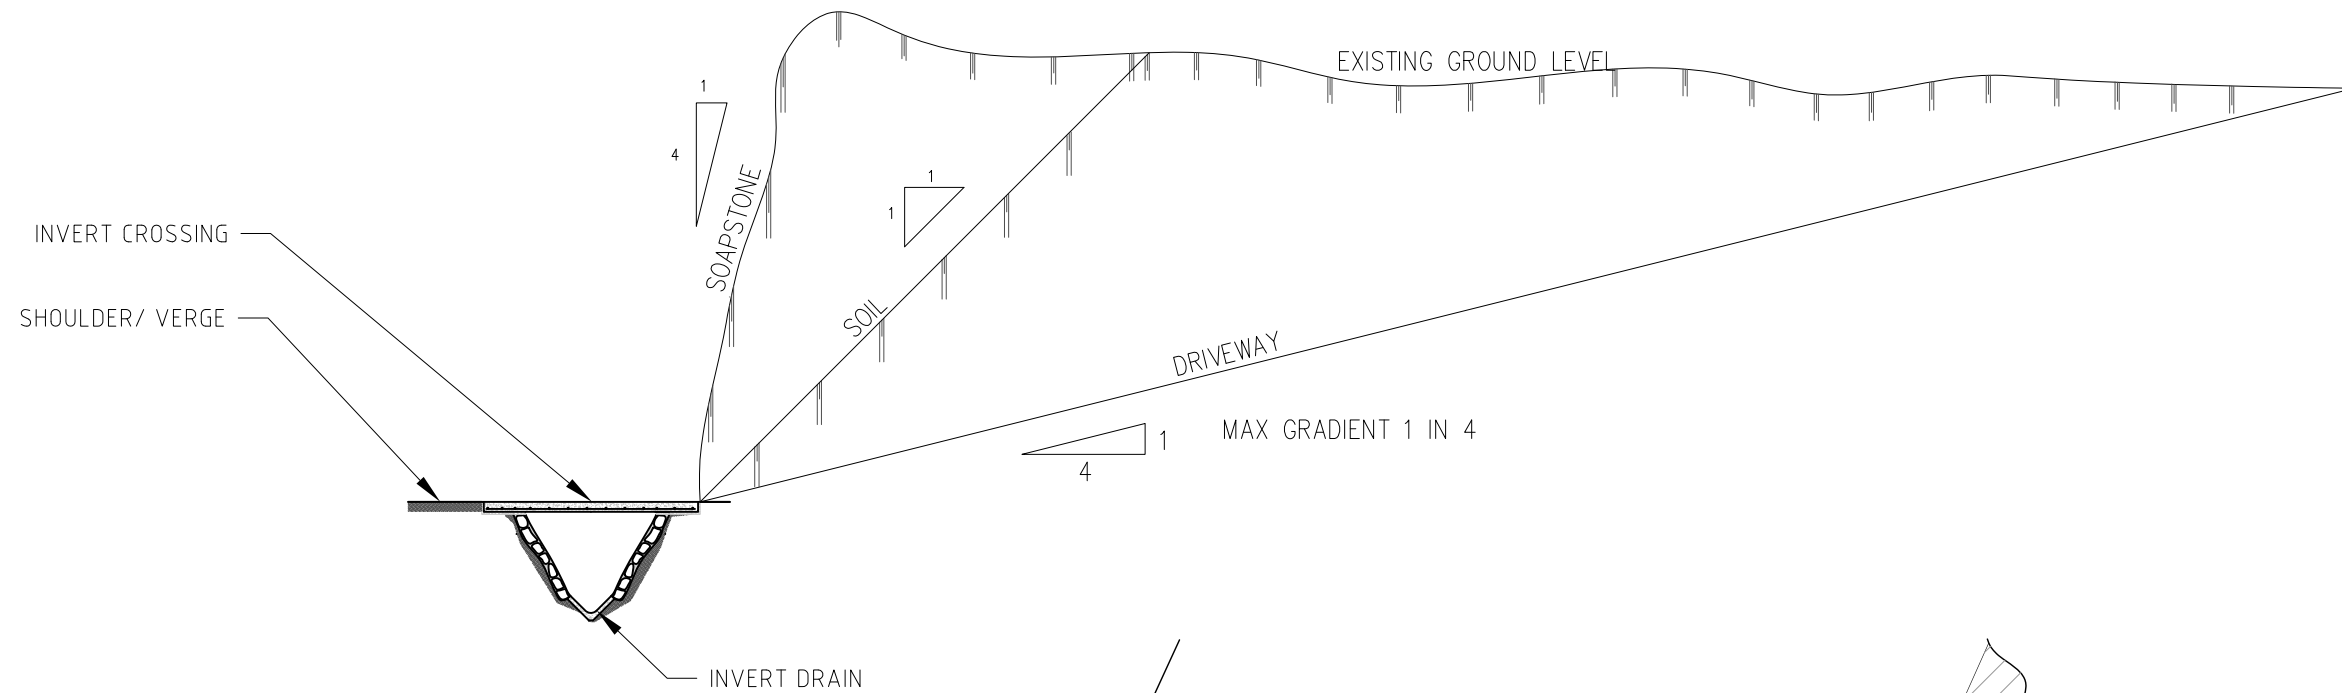 EXISTING GROUND LEVEL
1
4
SOAPSTONE
1
1
INVERT CROSSING
SHOULDER/ VERGE
SOIL
DRIVEWAY
MAX GRADIENT 1 IN 4
1
4
INVERT DRAIN